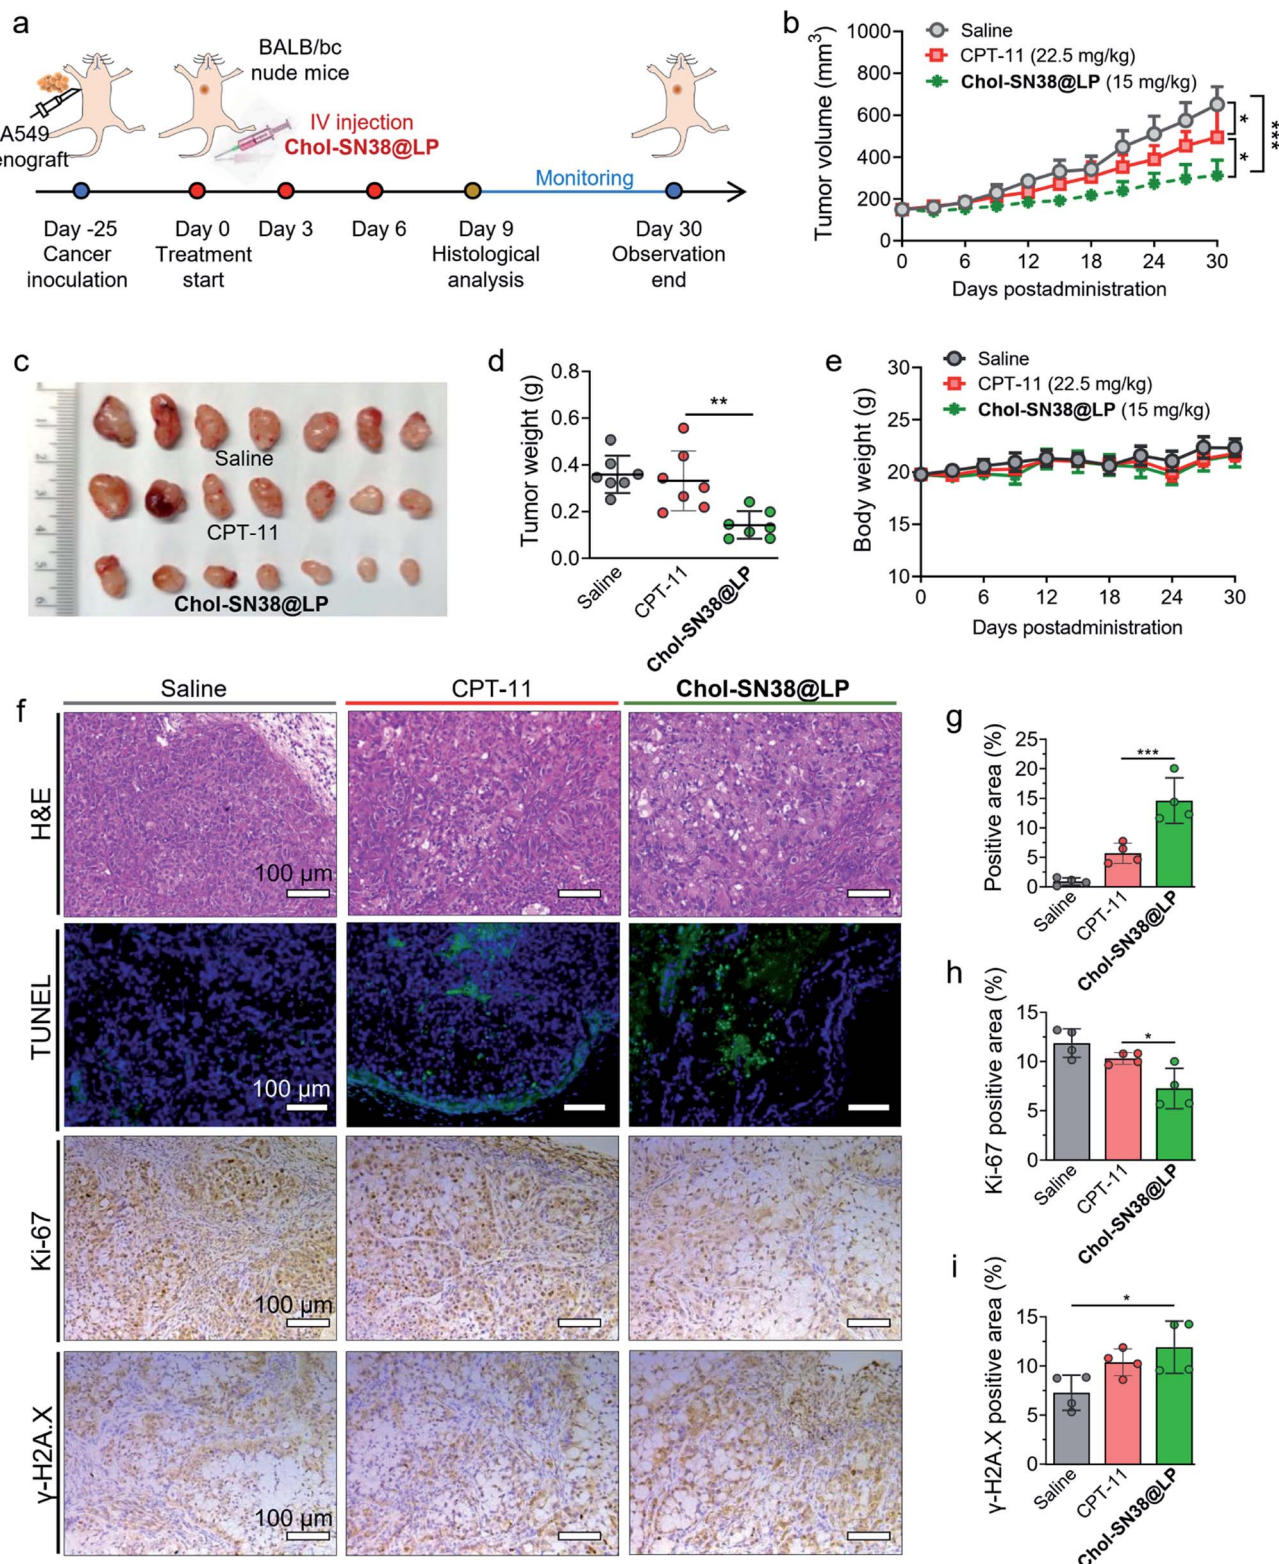 a
BALB/bc
nude mice
A549
enograft
IV injection
Chol-SN38@LP
Monitoring
Day -25
Cancer
inoculation
Day 0
Treatment
start
Day 3
Day 6
Day 9
Histological
analysis
Day 30
Observation
end
b
Saline
CPT-11 (22.5 mg/kg)
Chol-SN38@LP (15 mg/kg)
Tumor volume (mm³)
1000
800
600
400
200
0
0 6 12 18 24 30
Days postadministration
*
*
***
c
Saline
CPT-11
Chol-SN38@LP
1
2
3
4
5
6
d
Tumor weight (g)
0.8
0.6
0.4
0.2
0.0
**
Saline
CPT-11
Chol-SN38@LP
e
Saline
CPT-11 (22.5 mg/kg)
Chol-SN38@LP (15 mg/kg)
Body weight (g)
30
25
20
15
10
0 6 12 18 24 30
Days postadministration
f
Saline CPT-11 Chol-SN38@LP
H&E
100 µm
TUNEL
100 µm
Ki-67
100 µm
γ-H2A.X
100 µm
g
Positive area (%)
25
20
15
10
5
0
***
Saline
CPT-11
Chol-SN38@LP
h
Ki-67 positive area (%)
15
10
5
0
*
Saline
CPT-11
Chol-SN38@LP
i
γ-H2A.X positive area (%)
15
10
5
0
*
Saline
CPT-11
Chol-SN38@LP